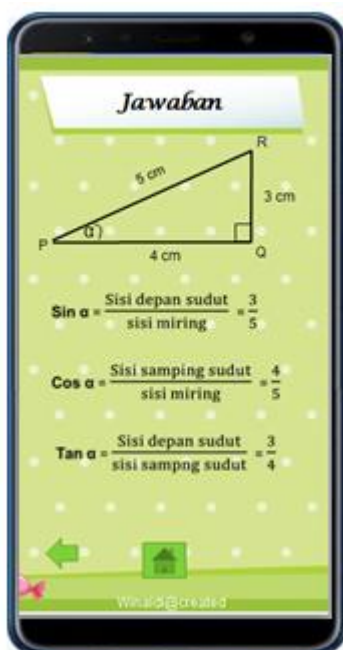 Jawaban
R
5 cm
3 cm
P
α
4 cm
Q
Sin α = Sisi depan sudut / sisi miring = 3/5
Cos α = Sisi samping sudut / sisi miring = 4/5
Tan α = Sisi depan sudut / sisi sampng sudut = 3/4
Winaldi@created